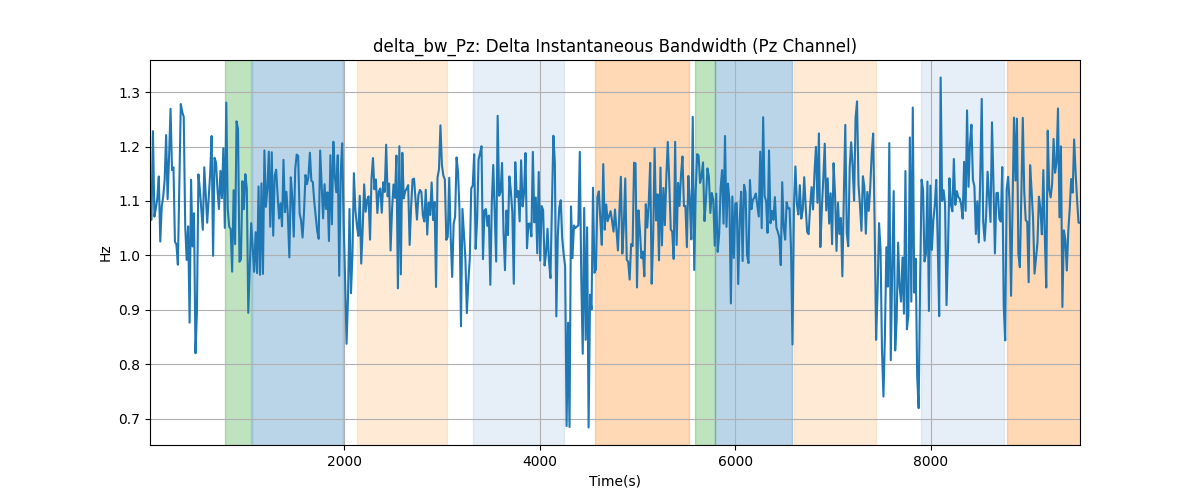 delta_bw_Pz: Delta Instantaneous Bandwidth (Pz Channel)
1.3
1.2
1.1
1.0
0.9
0.8
0.7
Hz
2000 4000 6000 8000
Time(s)